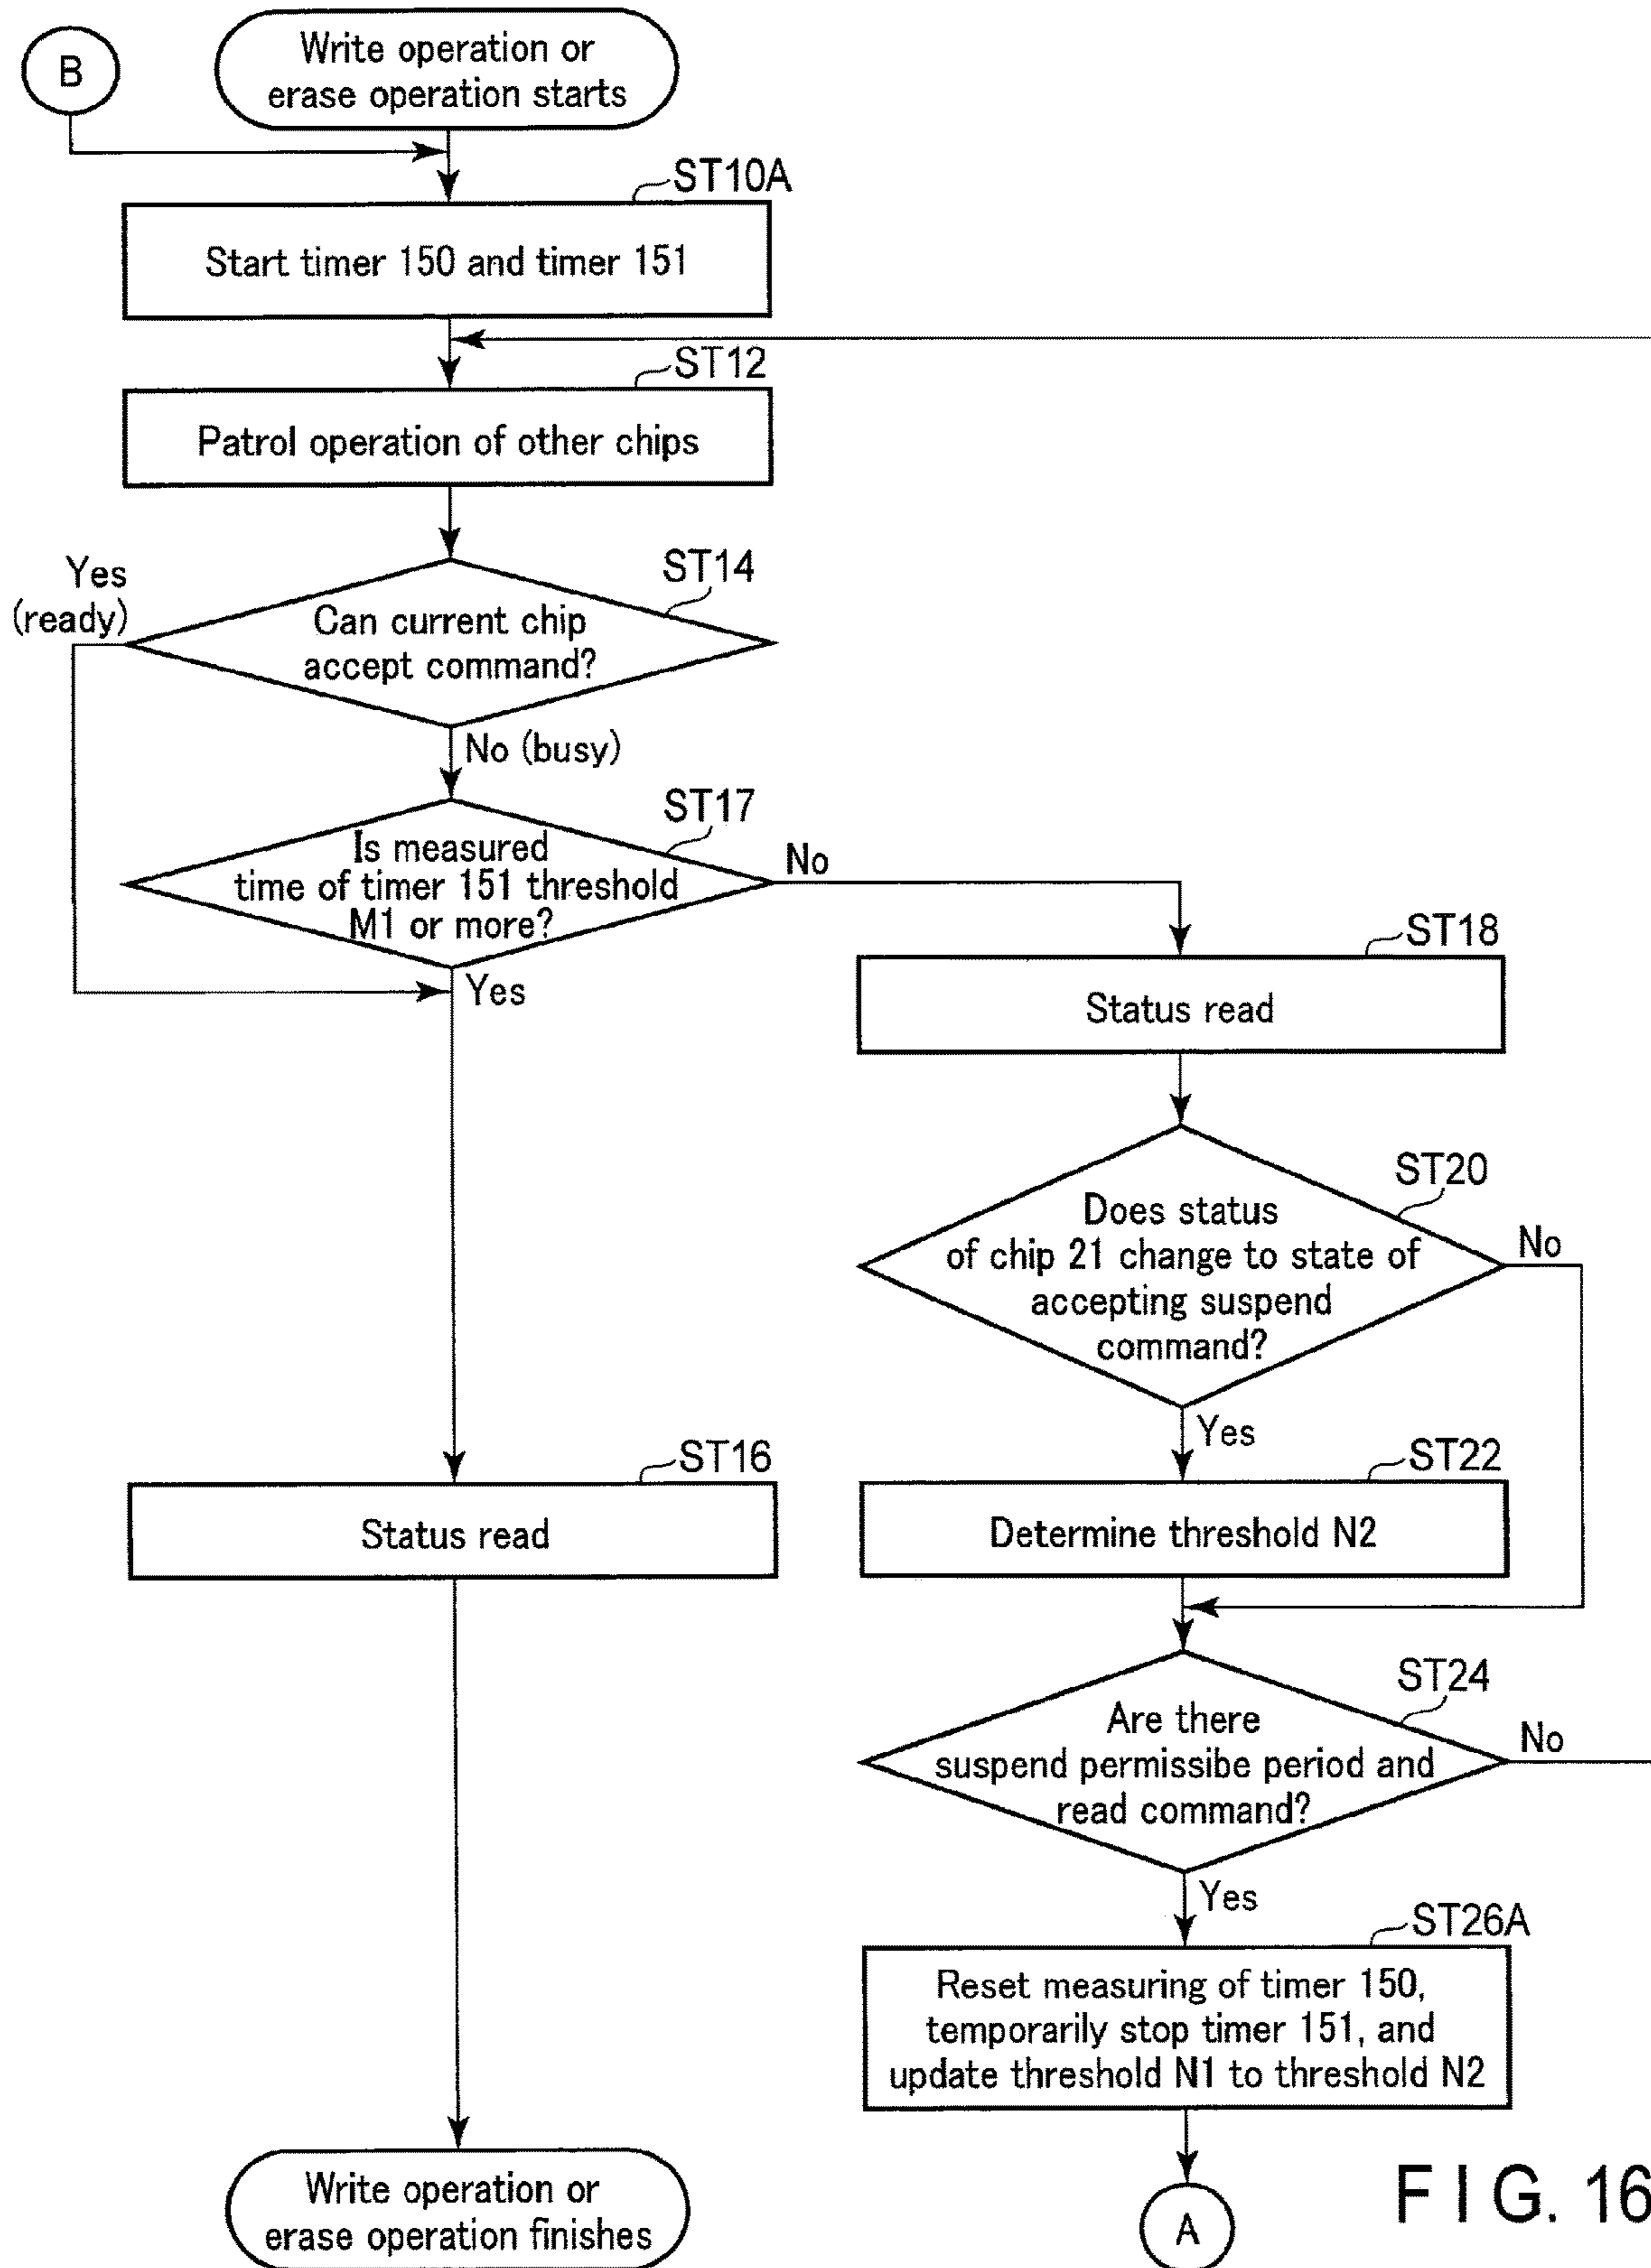 B
Write operation or
erase operation starts
ST10A
Start timer 150 and timer 151
ST12
Patrol operation of other chips
ST14
Yes
(ready)
Can current chip
accept command?
No (busy)
ST17
Is measured
time of timer 151 threshold
M1 or more?
No
Yes
ST18
Status read
ST20
Does status
of chip 21 change to state of
accepting suspend
command?
No
Yes
ST22
Determine threshold N2
ST16
Status read
ST24
Are there
suspend permissibe period and
read command?
No
Yes
ST26A
Reset measuring of timer 150,
temporarily stop timer 151, and
update threshold N1 to threshold N2
Write operation or
erase operation finishes
A
FIG. 16